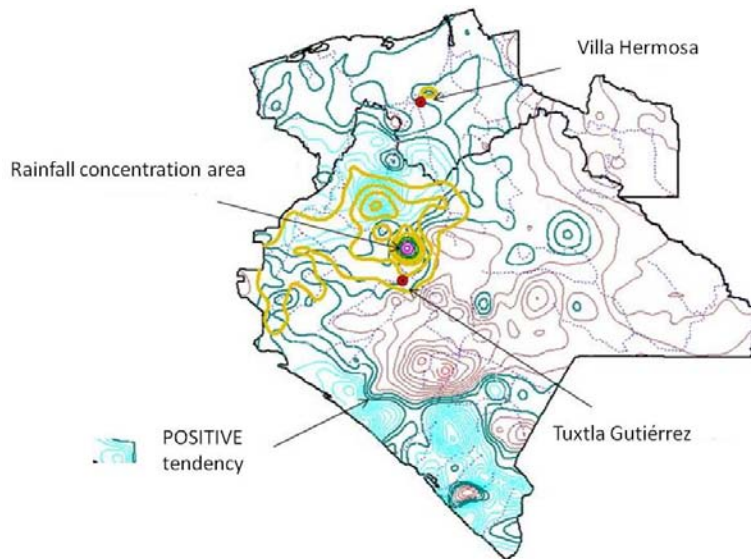 Villa Hermosa
Rainfall concentration area
POSITIVE
tendency
Tuxtla Gutiérrez